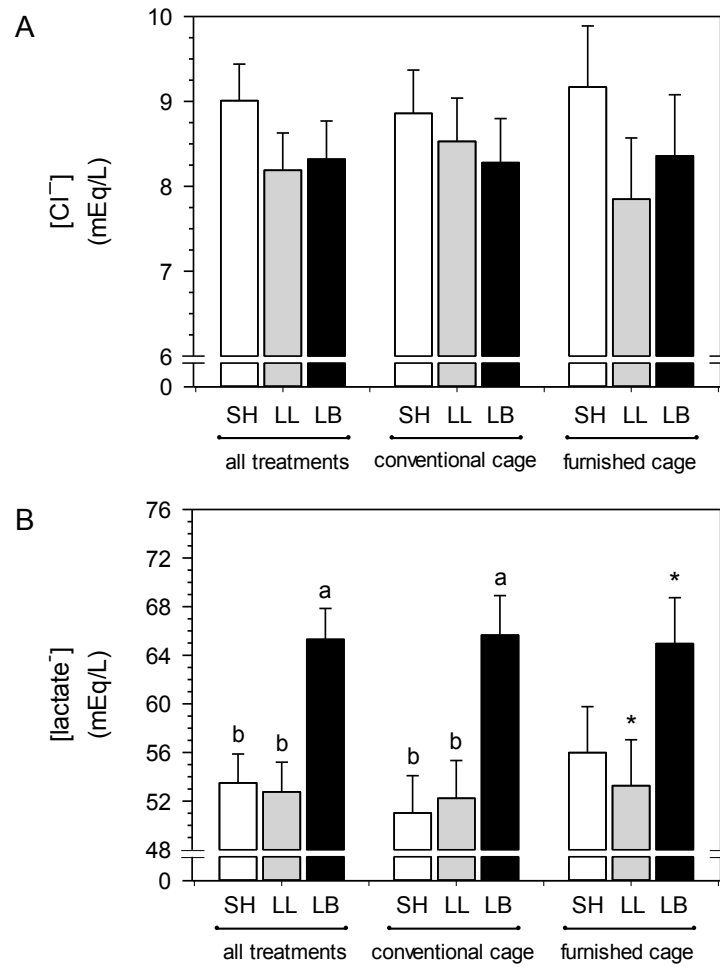 A
[Cl⁻]
(mEq/L)
10
9
8
7
6
0
SH LL LB SH LL LB SH LL LB
all treatments conventional cage furnished cage
B
[lactate⁻]
(mEq/L)
76
72
68
64
60
56
52
48
0
b b a b b a * *
SH LL LB SH LL LB SH LL LB
all treatments conventional cage furnished cage